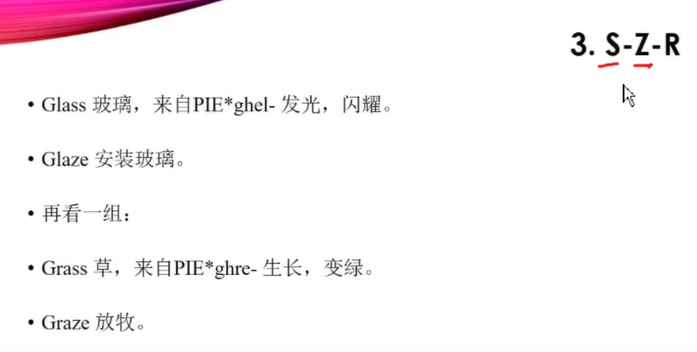 3. S-Z-R
• Glass 玻璃，来自PIE*ghel- 发光，闪耀。
• Glaze 安装玻璃。
• 再看一组：
• Grass 草，来自PIE*ghre- 生长，变绿。
• Graze 放牧。